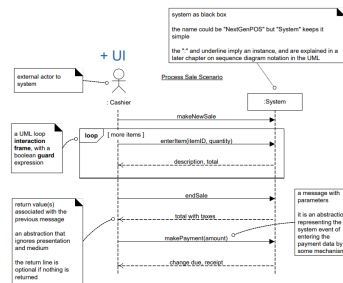 system as black box
the name could be "NextGenPOS" but "System" keeps it
simple
the ":" and underline imply an instance, and are explained in a
later chapter on sequence diagram notation in the UML
+ UI
external actor to
system
Process Sale Scenario
: Cashier
:System
makeNewSale
a UML loop
interaction
frame, with a
boolean guard
expression
loop
[ more items ]
enterItem(itemID, quantity)
description, total
endSale
return value(s)
associated with the
previous message
an abstraction that
ignores presentation
and medium
the return line is
optional if nothing is
returned
total with taxes
makePayment(amount)
change due, receipt
a message with
parameters
it is an abstraction
representing the
system event of
entering the
payment data by
some mechanism